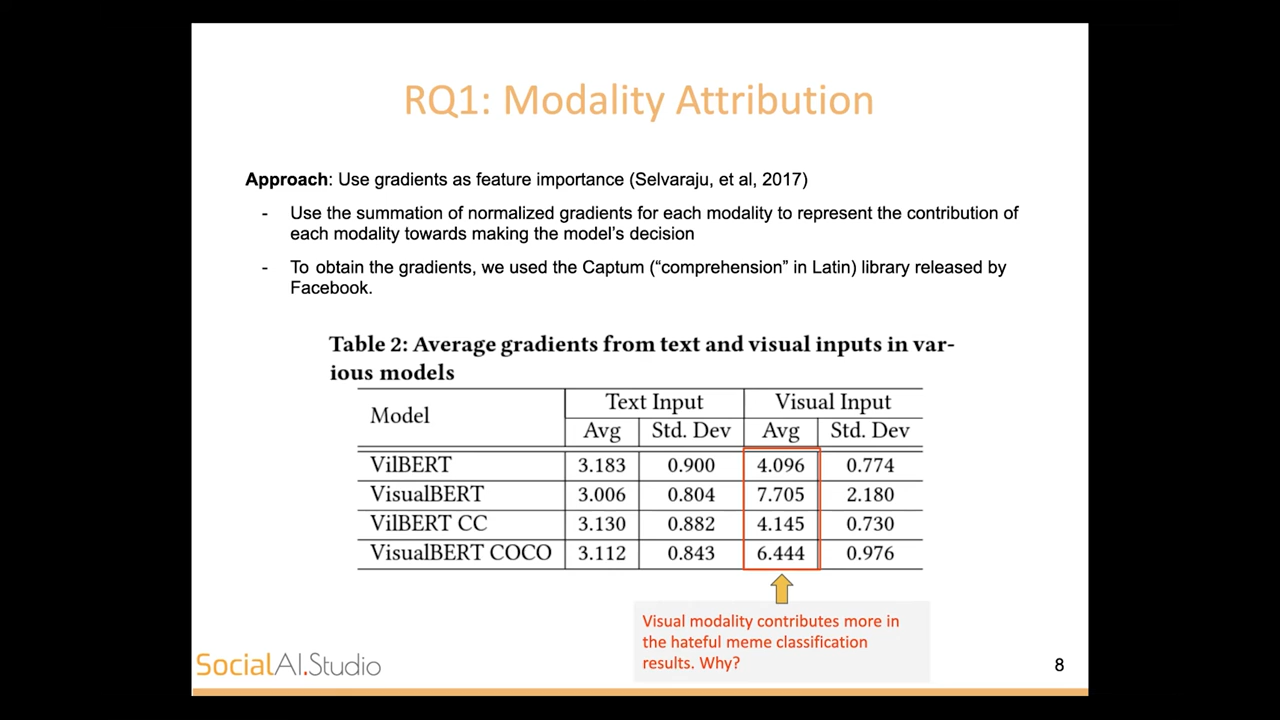 RQ1: Modality Attribution
Approach: Use gradients as feature importance (Selvaraju, et al, 2017)
- Use the summation of normalized gradients for each modality to represent the contribution of
each modality towards making the model's decision
- To obtain the gradients, we used the Captum (“comprehension” in Latin) library released by
Facebook.
Table 2: Average gradients from text and visual inputs in var-
ious models
Model Text Input Visual Input
Avg Std. Dev Avg Std. Dev
VilBERT 3.183 0.900 4.096 0.774
VisualBERT 3.006 0.804 7.705 2.180
VilBERT CC 3.130 0.882 4.145 0.730
VisualBERT COCO 3.112 0.843 6.444 0.976
Visual modality contributes more in
the hateful meme classification
results. Why?
SocialAI.Studio
8